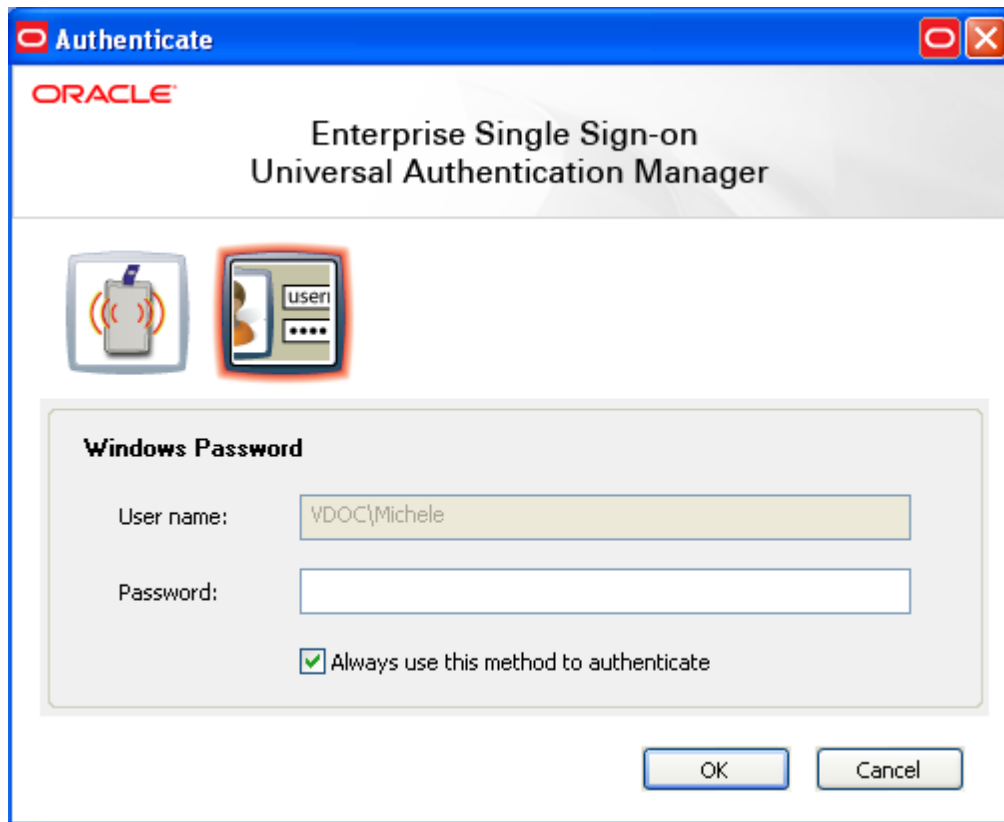 Authenticate
ORACLE
Enterprise Single Sign-on
Universal Authentication Manager
user
Windows Password
User name: VDOC\Michele
Password:
Always use this method to authenticate
OK Cancel